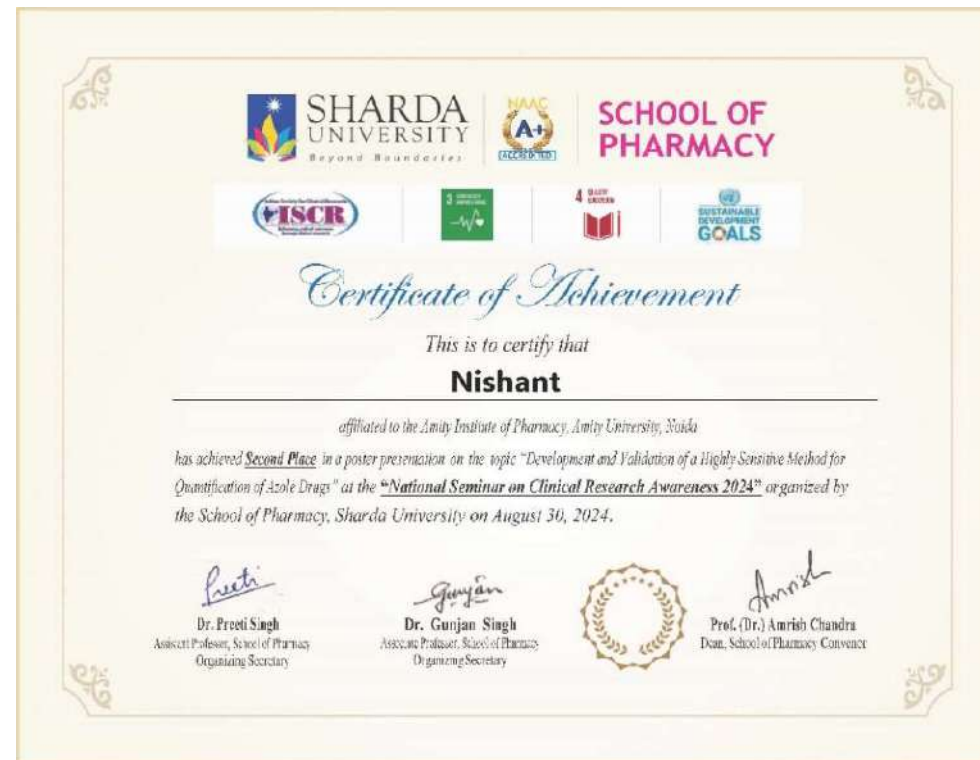 SHARDA
UNIVERSITY
Beyond Boundaries
NAAC
A+
ACCREDITED
SCHOOL OF
PHARMACY
ISCR
3
4 QUALITY EDUCATION
SUSTAINABLE
DEVELOPMENT
GOALS
Certificate of Achievement
This is to certify that
Nishant
affiliated to the Amity Institute of Pharmacy, Amity University, Noida
has achieved Second Place in a poster presentation on the topic "Development and Validation of a Highly Sensitive Method for
Quantification of Azole Drugs" at the "National Seminar on Clinical Research Awareness 2024" organized by
the School of Pharmacy, Sharda University on August 30, 2024.
Preeti
Gunjan
Amrish
Dr. Preeti Singh
Dr. Gunjan Singh
Prof. (Dr.) Amrish Chandra
Assistant Professor, School of Pharmacy
Associate Professor, School of Pharmacy
Dean, School of Pharmacy Convenor
Organizing Secretary
Organizing Secretary